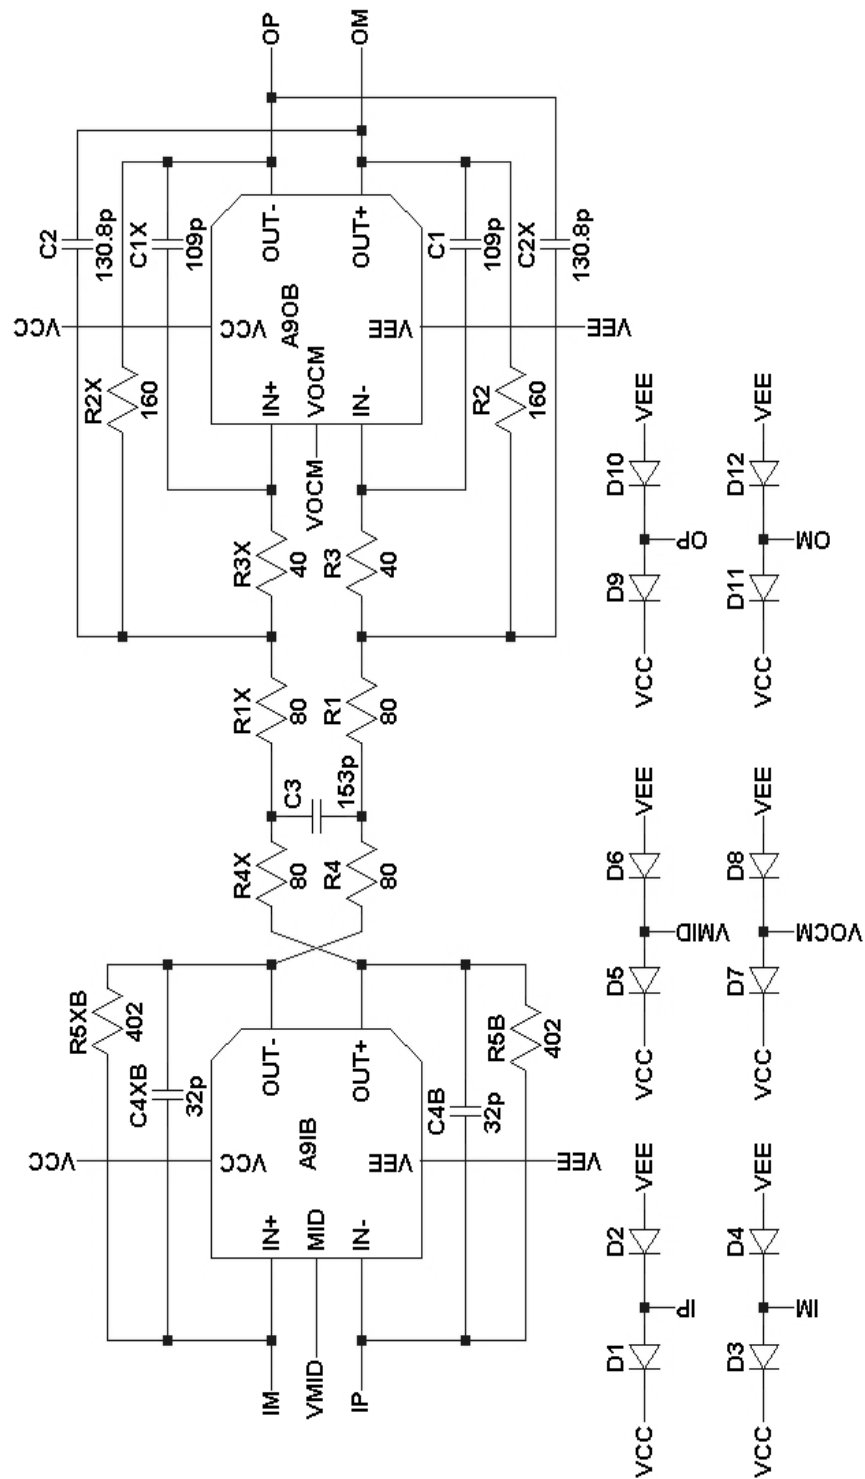 C2
130.8p
R2X
160
C1X
109p
VCC
VCC
OUT-
OP
IM
IN+
A9IB
MID
VMID
IP
IN-
OUT+
VEE
VEE
R5XB
402
C4XB
32p
VCC
VCC
OUT-
C4B
32p
R5B
402
R4X
80
R4
80
C3
153p
R1X
80
R1
80
R3X
40
R3
40
IN+
A9OB
VOCM
VOCM
IN-
OUT+
OM
VEE
VEE
C1
109p
R2
160
C2X
130.8p
VCC
D1
IP
D2
VEE
VCC
D5
VMID
D6
VEE
VCC
D9
OP
D10
VEE
VCC
D3
IM
D4
VEE
VCC
D7
VOCM
D8
VEE
VCC
D11
OM
D12
VEE